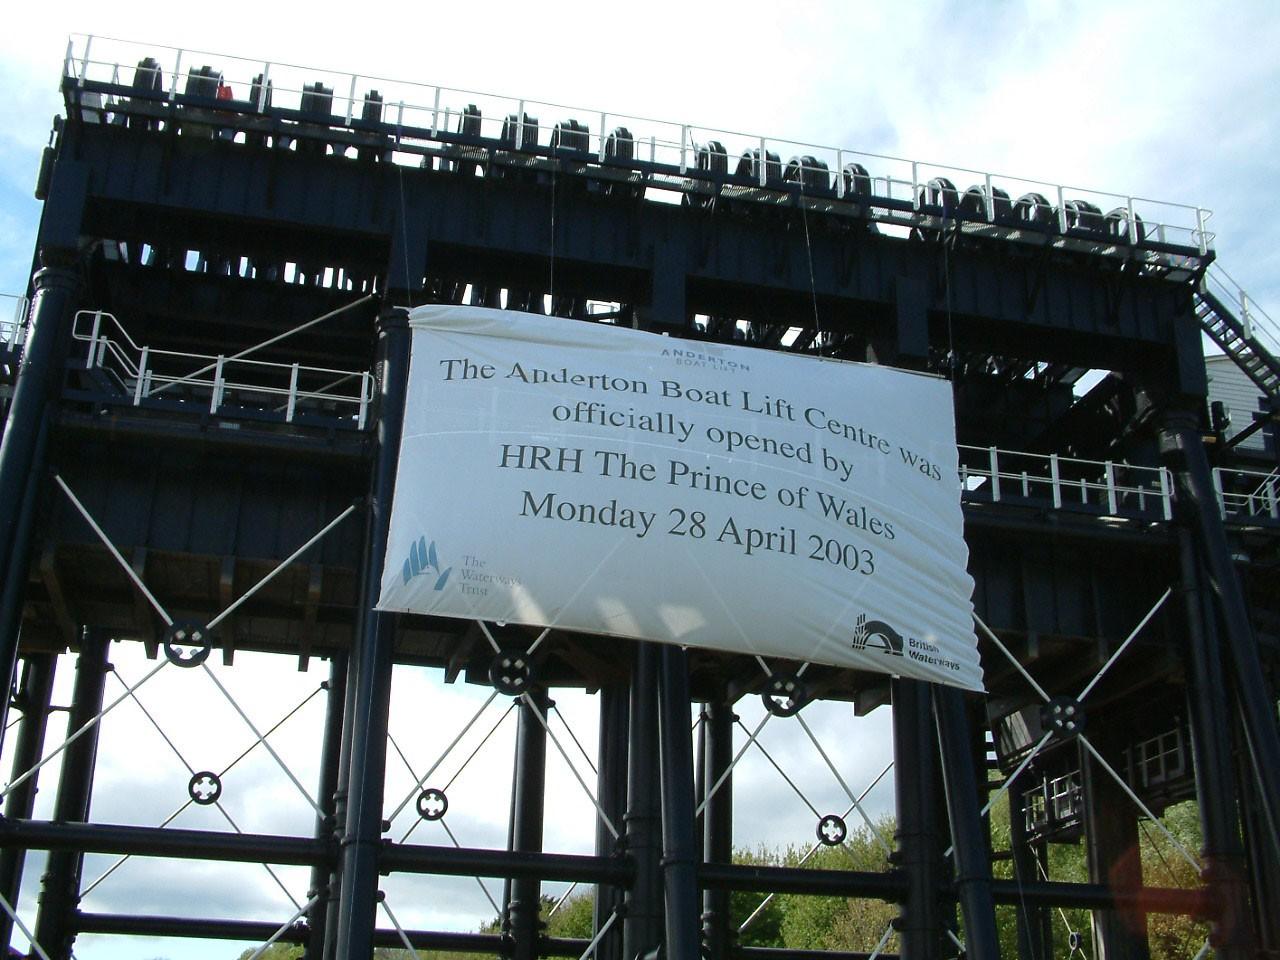 ANDERTON
BOAT LIFT
The Anderton Boat Lift Centre was
officially opened by
HRH The Prince of Wales
Monday 28 April 2003
The
Waterways
Trust
British
Waterways